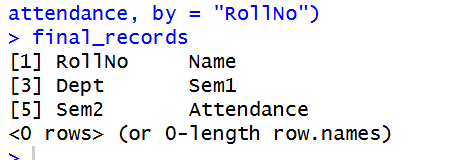 attendance, by = "RollNo")
> final_records
[1] RollNo     Name
[3] Dept       Sem1
[5] Sem2       Attendance
<0 rows> (or 0-length row.names)
>